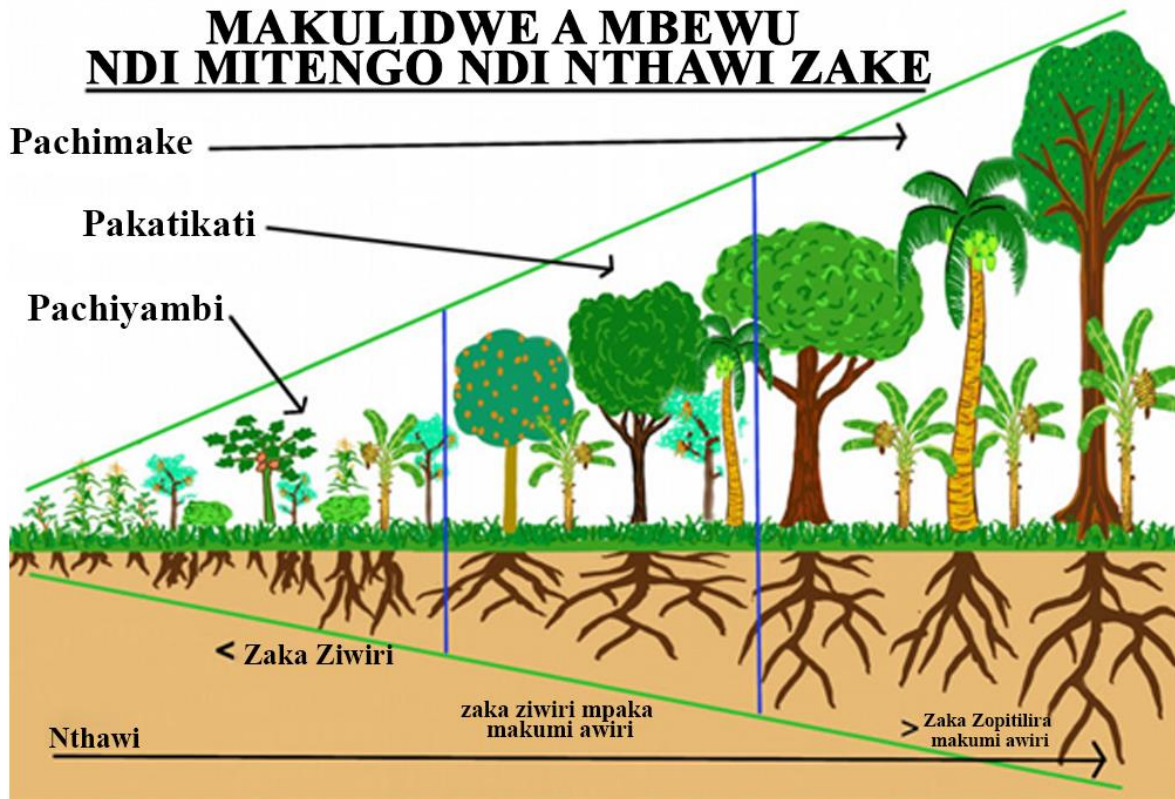 MAKULIDWE A MBEWU
NDI MITENGO NDI NTHAWI ZAKE
Pachimake
Pakatikati
Pachiyambi
< Zaka Ziwiri
zaka ziwiri mpaka
makumi awiri
> Zaka Zopitilira
makumi awiri
Nthawi